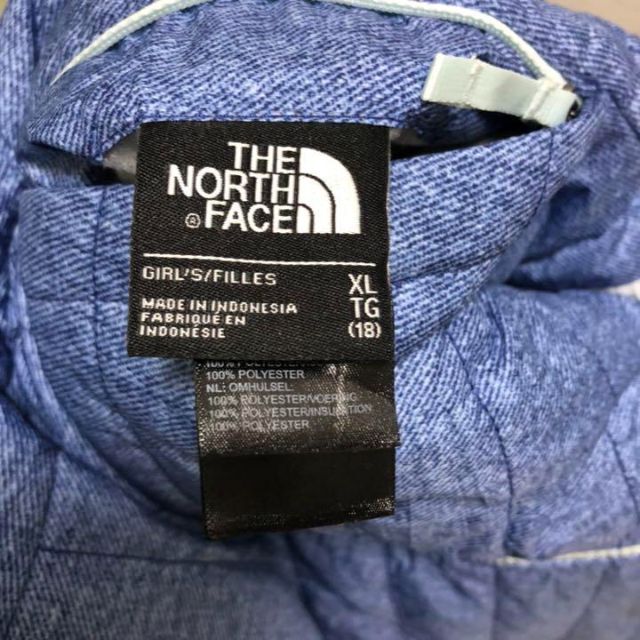 THE
NORTH
® FACE
GIRL'S/FILLES
XL
TG
(18)
MADE IN INDONESIA
FABRIQUE EN
INDONÉSIE
100% POLYESTER
NL: OMHULSEL:
100% POLYESTER/VOERING
100% POLYESTER/INSULATION
100% POLYESTER